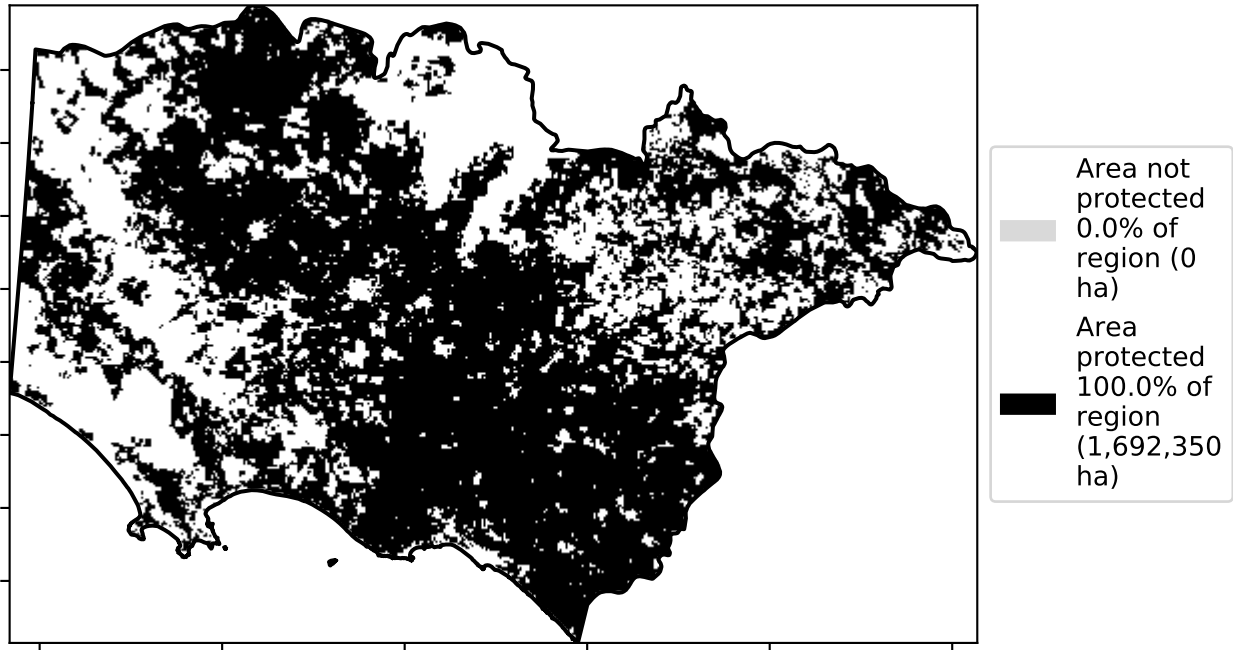 Area not
protected
0.0% of
region (0
ha)
Area
protected
100.0% of
region
(1,692,350
ha)